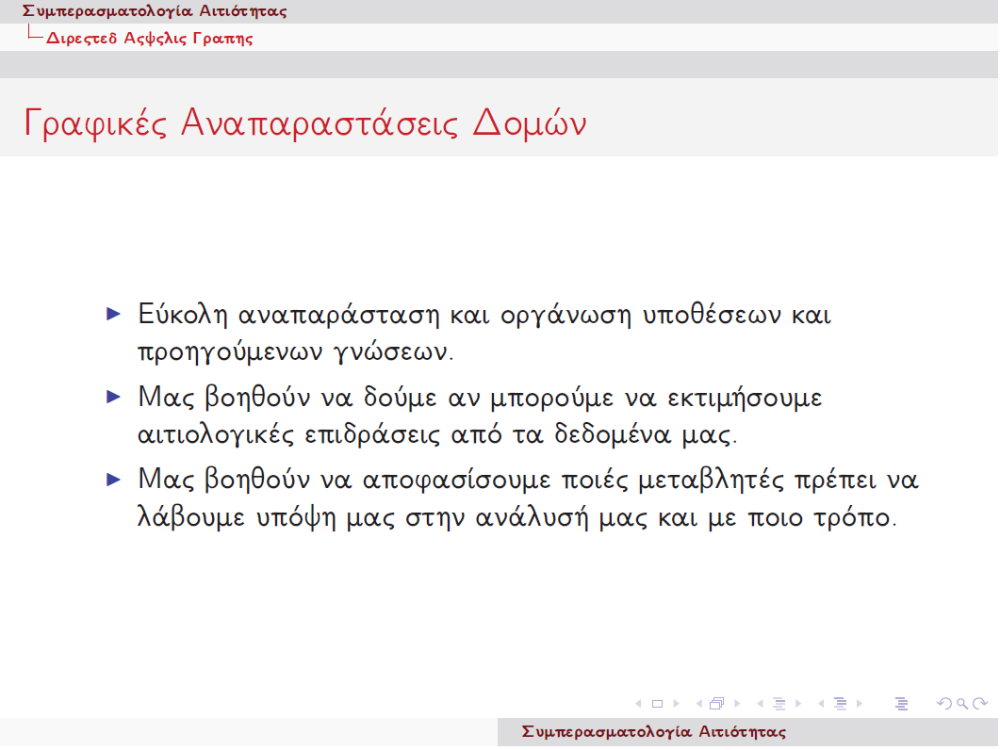 Συμπερασματολογία Αιτιότητας
Διρεςτεδ Αςψςλις Γραπης
Γραφικές Αναπαραστάσεις Δομών
Εύκολη αναπαράσταση και οργάνωση υποθέσεων και
προηγούμενων γνώσεων.
Μας βοηθούν να δούμε αν μπορούμε να εκτιμήσουμε
αιτιολογικές επιδράσεις από τα δεδομένα μας.
Μας βοηθούν να αποφασίσουμε ποιές μεταβλητές πρέπει να
λάβουμε υπόψη μας στην ανάλυσή μας και με ποιο τρόπο.
Συμπερασματολογία Αιτιότητας